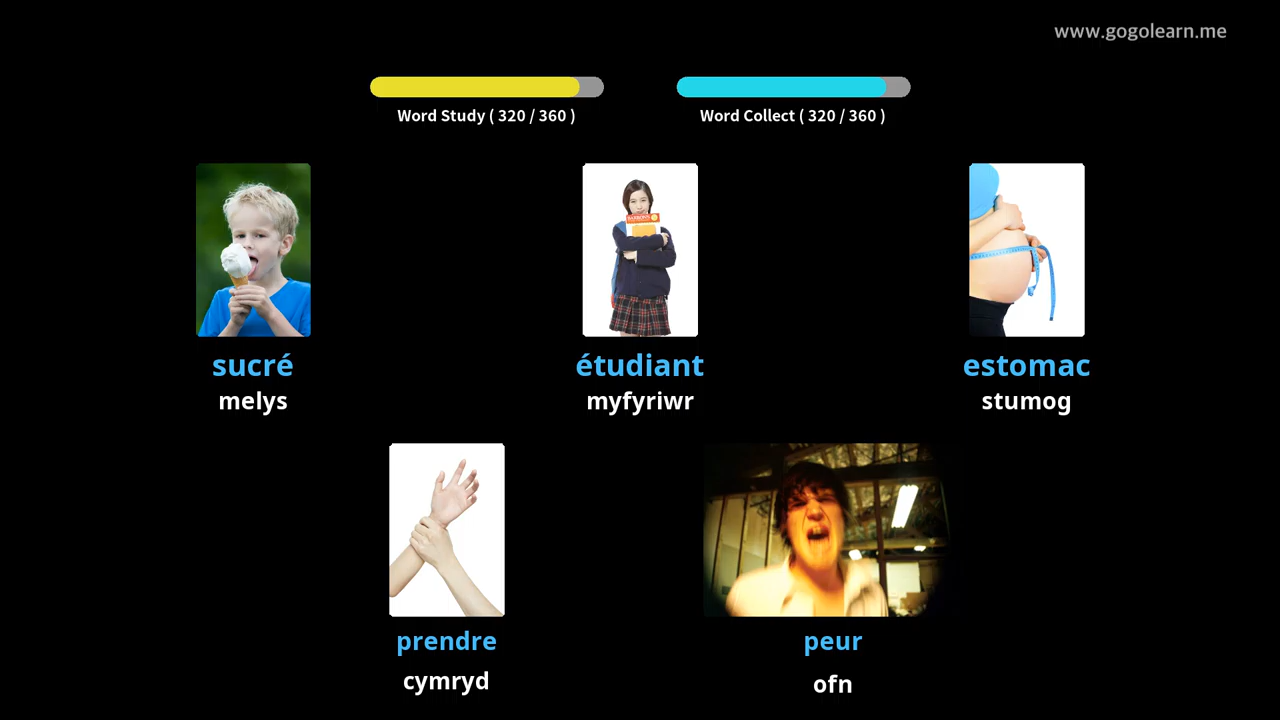 www.gogolearn.me
Word Study ( 320 / 360 )
Word Collect ( 320 / 360 )
BARRON'S
sucré
étudiant
estomac
melys
myfyriwr
stumog
prendre
peur
cymryd
ofn